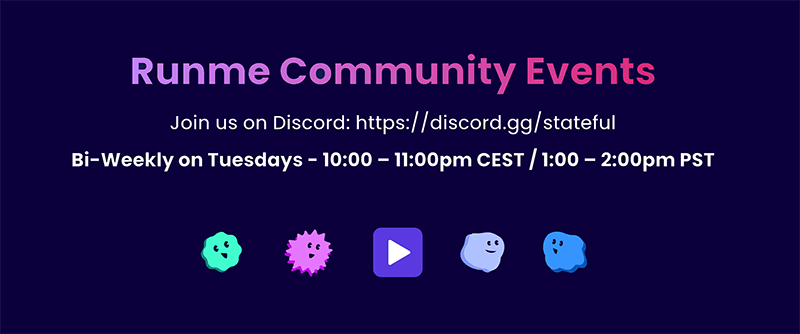 Runme Community Events
Join us on Discord: https://discord.gg/stateful
Bi-Weekly on Tuesdays - 10:00 – 11:00pm CEST / 1:00 – 2:00pm PST